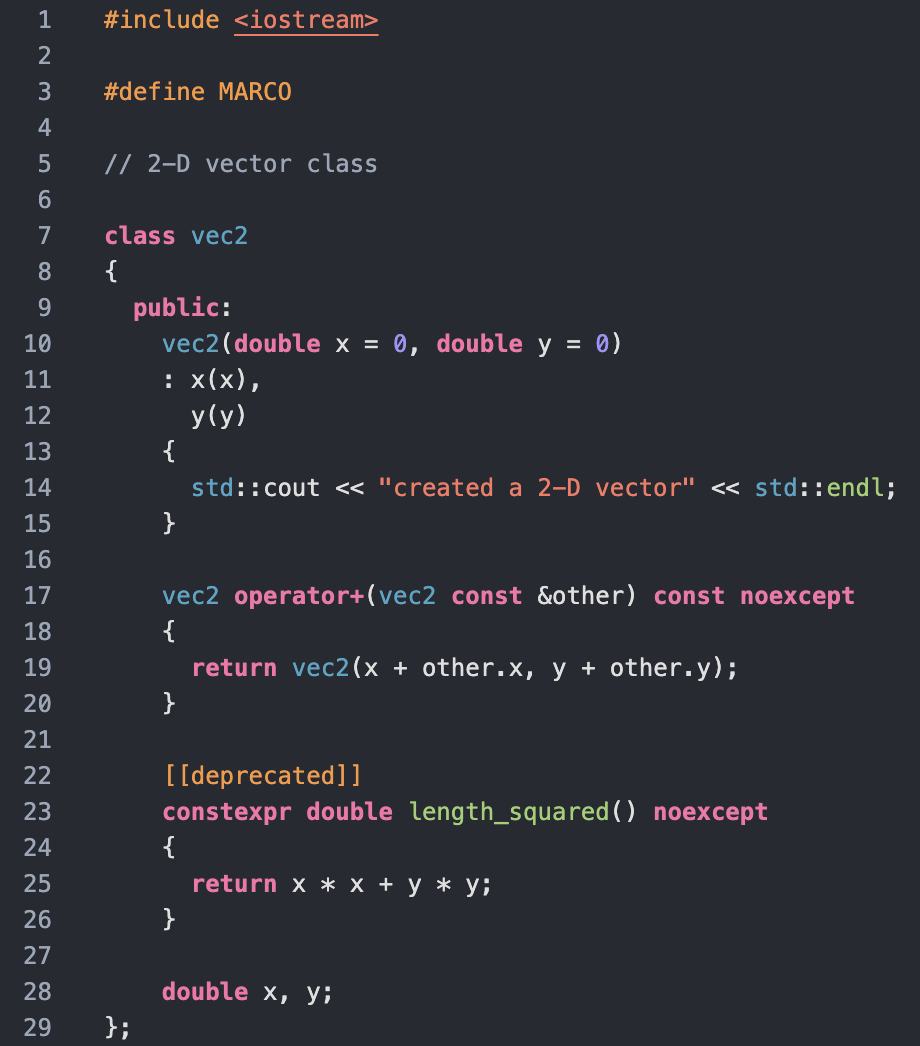 1 #include <iostream>
2
3 #define MARCO
4
5 // 2-D vector class
6
7 class vec2
8 {
9 public:
10 vec2(double x = 0, double y = 0)
11 : x(x),
12 y(y)
13 {
14 std::cout << "created a 2-D vector" << std::endl;
15 }
16
17 vec2 operator+(vec2 const &other) const noexcept
18 {
19 return vec2(x + other.x, y + other.y);
20 }
21
22 [[deprecated]]
23 constexpr double length_squared() noexcept
24 {
25 return x * x + y * y;
26 }
27
28 double x, y;
29 };